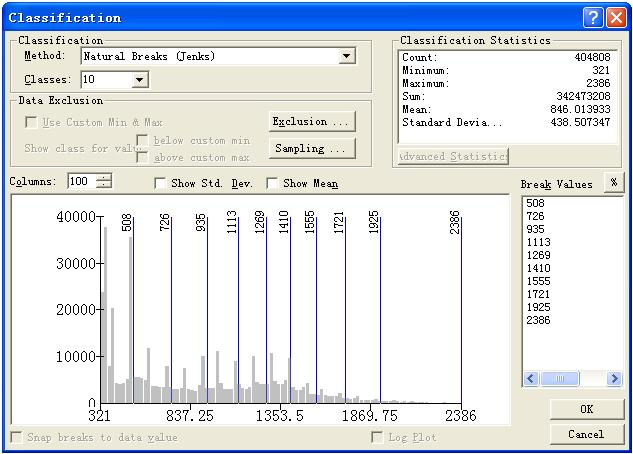 Classification
Classification
Method: Natural Breaks (Jenks)
Classes: 10
Data Exclusion
Use Custom Min & Max
Exclusion ...
Show class for valu
below custom min
above custom max
Sampling ...
Classification Statistics
Count: 404808
Minimum: 321
Maximum: 2386
Sum: 342473208
Mean: 846.013933
Standard Devia... 438.507347
Advanced Statistics
Columns: 100
Show Std. Dev.
Show Mean
Break Values
%
508
726
935
1113
1269
1410
1555
1721
1925
2386
40000
30000
20000
10000
0
508
726
935
1113
1269
1410
1555
1721
1925
2386
321
837.25
1353.5
1869.75
2386
OK
Cancel
Snap breaks to data value
Log Plot